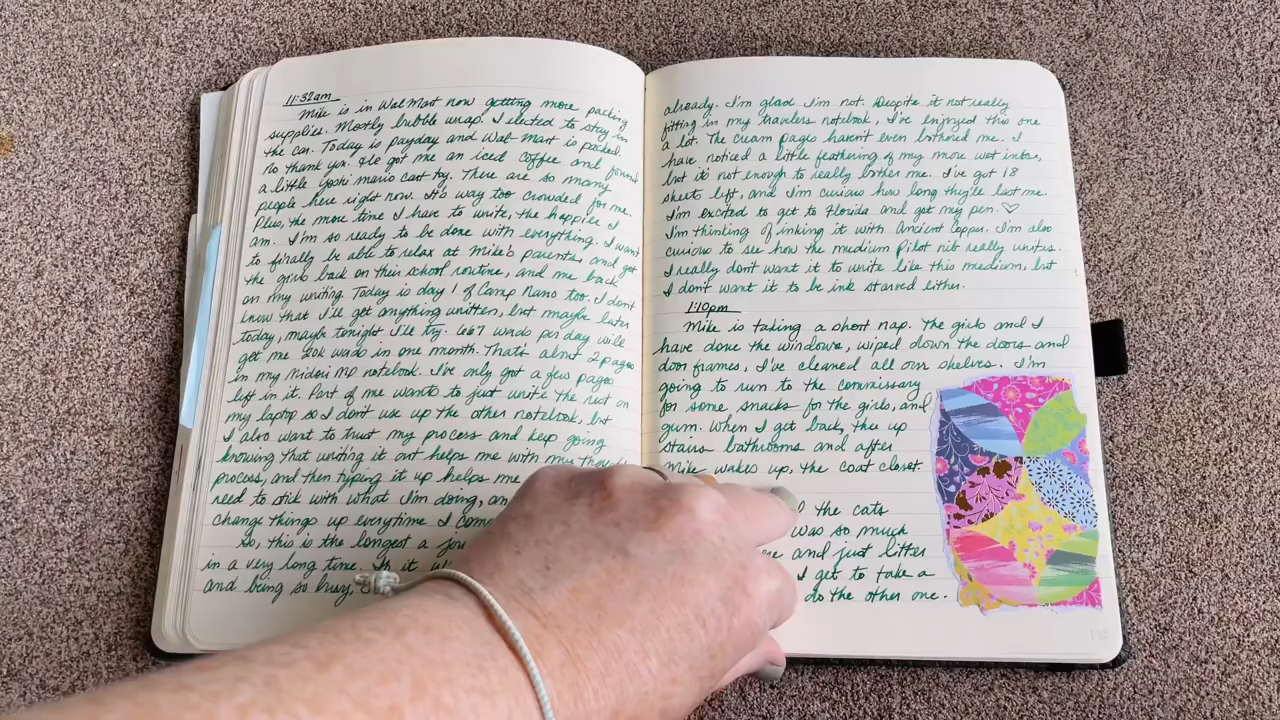 11:32am
Mike is in Walmart now getting more packing
supplies. Mostly bubble wrap. I elected to stay in
the car. Today is payday and Wal-Mart is packed.
No thank you. He got me an iced coffee and found
a little Yoshi mario cart toy. There are so many
people here right now. It's way too crowded for me.
Plus, the more time I have to write, the happier I
am. I'm so ready to be done with everything. I want
to finally be able to relax at Mike's parents, and get
the girls back on their school routine, and me back
on my writing. Today is day 1 of Camp Nano too. I don't
know that I'll get anything written, but maybe later
today, maybe tonight I'll try. 667 words per day will
get me 20k words in one month. That's about 2 pages
in my Midori MD notebook. I've only got a few pages
left in it. Part of me wants to just write the rest on
my laptop so I don't use up the other notebook, but
I also want to trust my process and keep going
knowing that writing it out helps me with my
process, and then typing it up helps me
need to stick with what I'm doing, an
change things up everytime I
So, this is the longest a
in a very long time.
and being so busy,
already. I'm glad I'm not. Despite it not really
fitting in my travelers notebook, I've enjoyed this one
a lot. The cream pages haven't even bothered me. I
have noticed a little feathering of my more wet inks,
but it's not enough to really bother me. I've got 18
sheets left, and I'm curious how long they'll last me.
I'm excited to get to Florida and get my pen. ♡
I'm thinking of inking it with Ancient Copper. I'm also
curious to see how the medium Pilot nib really writes.
I really don't want it to write like this medium, but
I don't want it to be ink starved either.
1:10pm
Mike is taking a short nap. The girls and I
have done the windows, wiped down the doors and
door frames, I've cleaned all our shelves. I'm
going to run to the commissary
for some snacks for the girls, and
gum. When I get back, the up
stairs bathrooms and after
Mike wakes up, the coat closet
the cats
was so much
and just litter
I get to take a
do the other one.